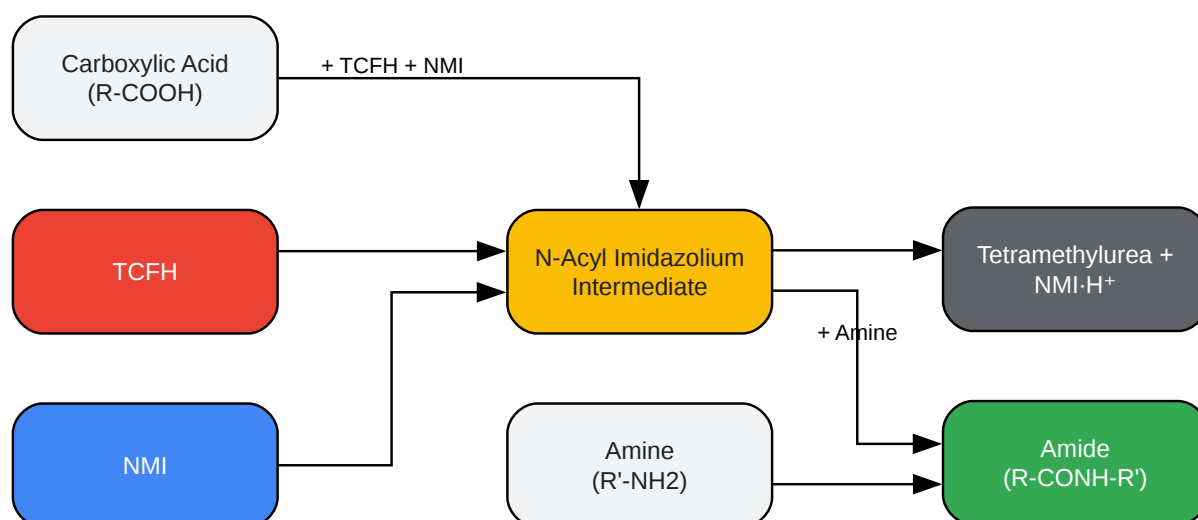 Carboxylic Acid
(R-COOH)
+ TCFH + NMI
TCFH
N-Acyl Imidazolium
Intermediate
Tetramethylurea +
NMI·H⁺
+ Amine
NMI
Amine
(R'-NH2)
Amide
(R-CONH-R')